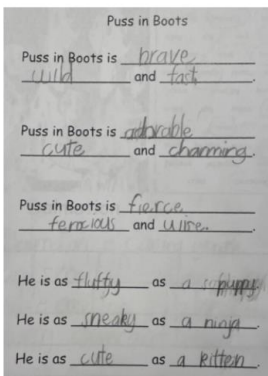 Puss in Boots
Puss in Boots is brave
wild and fast.
Puss in Boots is adorable
cute and charming.
Puss in Boots is fierce
ferocious and
He is as fluffy as a puppy
He is as sneaky as a ninja.
He is as cute as a kitten.